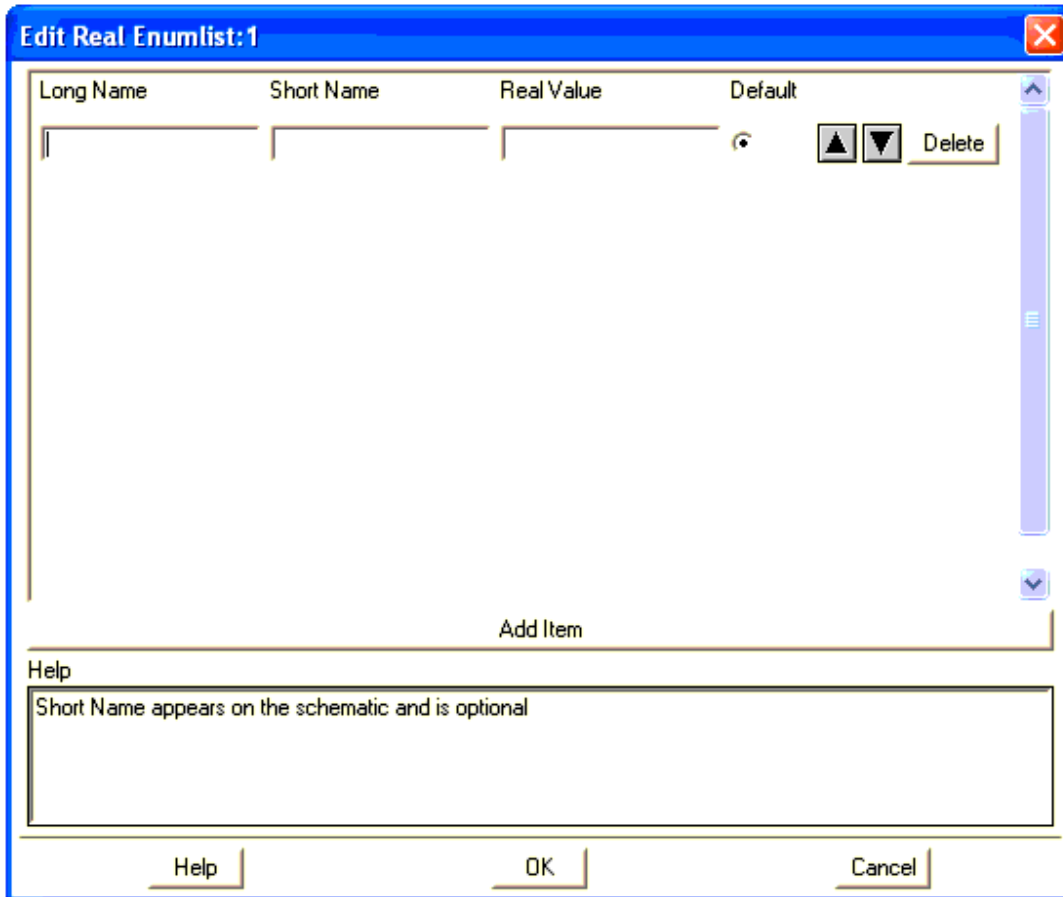 Edit Real Enumlist:1
Long Name Short Name Real Value Default
Delete
Add Item
Help
Short Name appears on the schematic and is optional
Help OK Cancel